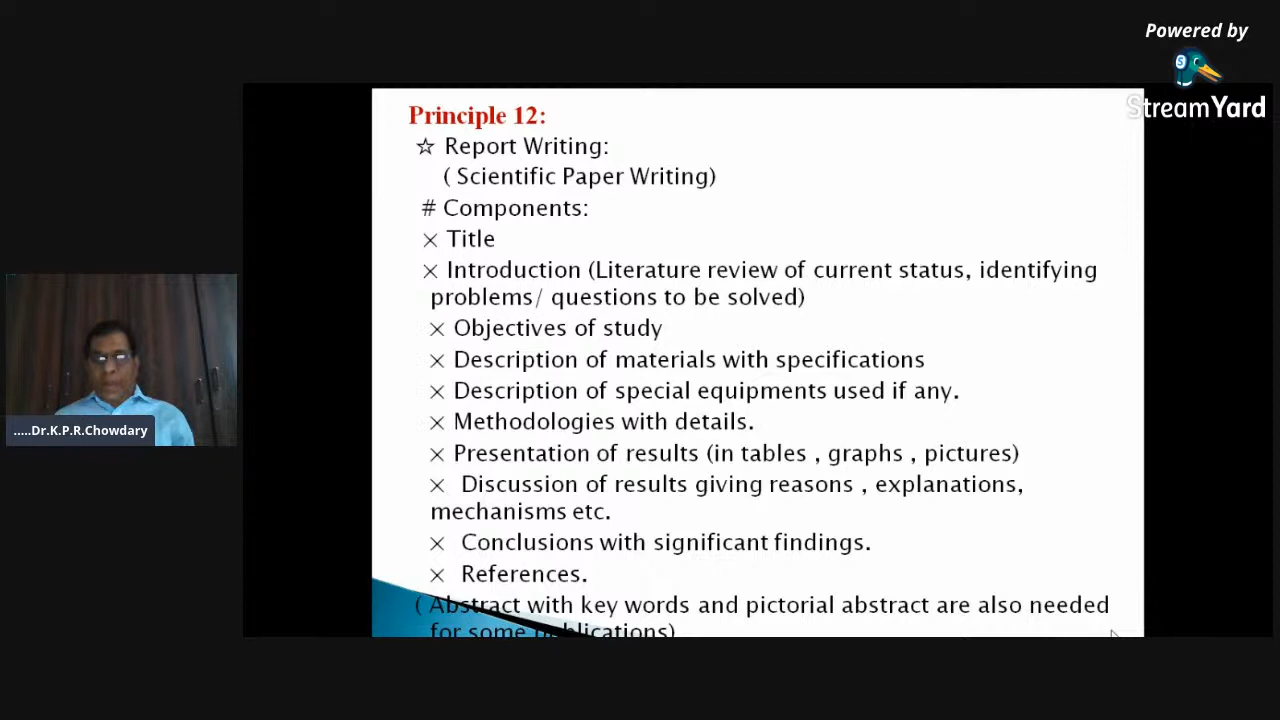 Powered by
StreamYard
Principle 12:
☆ Report Writing:
( Scientific Paper Writing)
# Components:
× Title
× Introduction (Literature review of current status, identifying
problems/ questions to be solved)
× Objectives of study
× Description of materials with specifications
× Description of special equipments used if any.
× Methodologies with details.
× Presentation of results (in tables , graphs , pictures)
× Discussion of results giving reasons , explanations,
mechanisms etc.
× Conclusions with significant findings.
× References.
( Abstract with key words and pictorial abstract are also needed
for some publications)
.....Dr.K.P.R.Chowdary